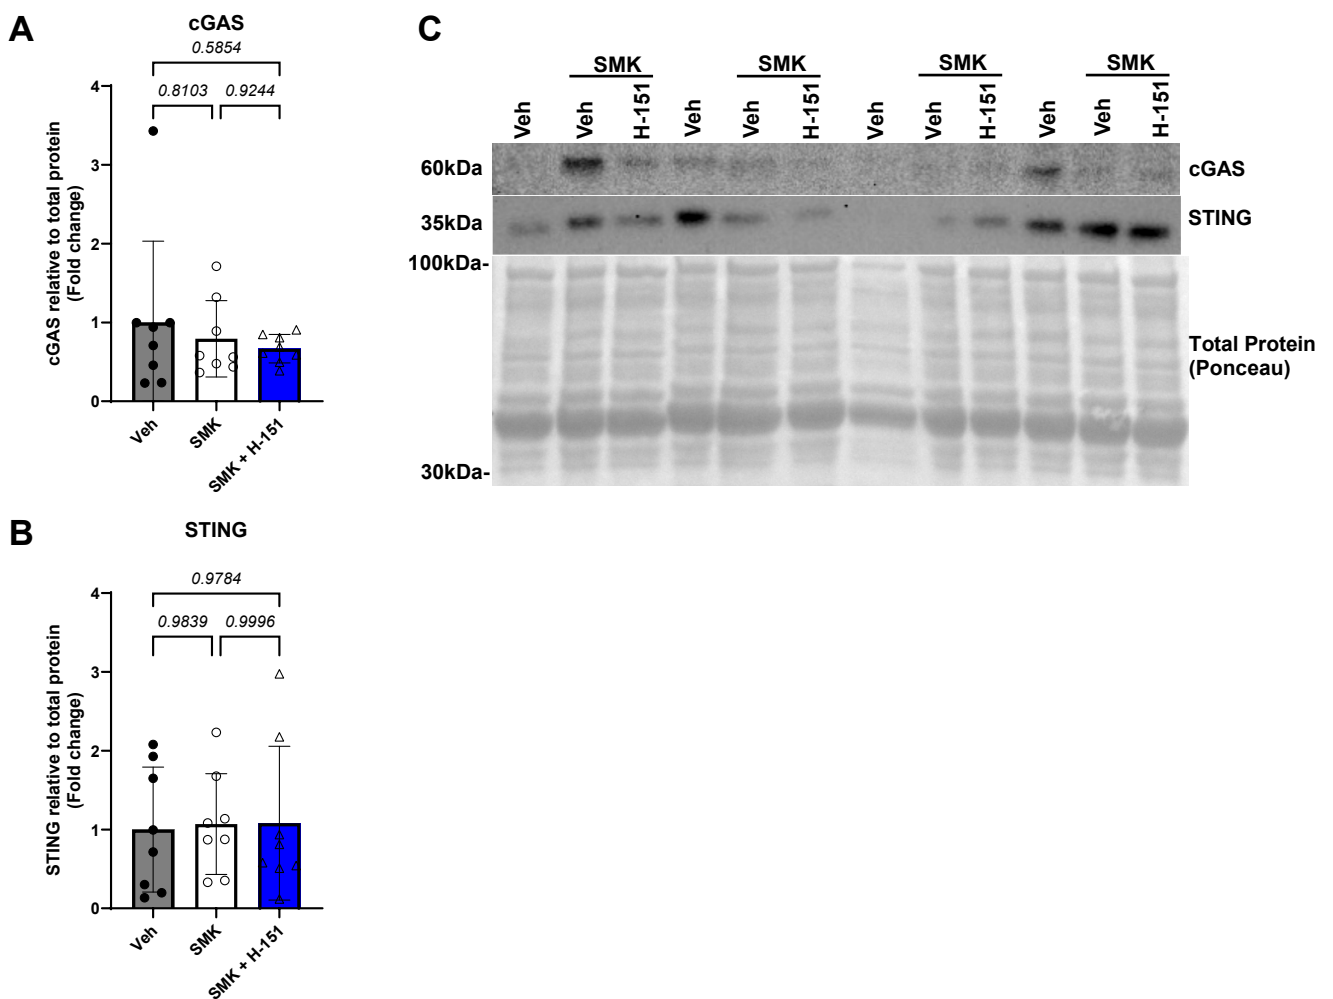 A
cGAS
0.5854
0.8103
0.9244
cGAS relative to total protein
(Fold change)
4
3
2
1
0
Veh
SMK
SMK + H-151
B
STING
0.9784
0.9839
0.9996
STING relative to total protein
(Fold change)
4
3
2
1
0
Veh
SMK
SMK + H-151
C
SMK
SMK
SMK
SMK
Veh
Veh
H-151
Veh
Veh
H-151
Veh
Veh
H-151
Veh
Veh
H-151
60kDa
cGAS
35kDa
STING
100kDa-
Total Protein
(Ponceau)
30kDa-